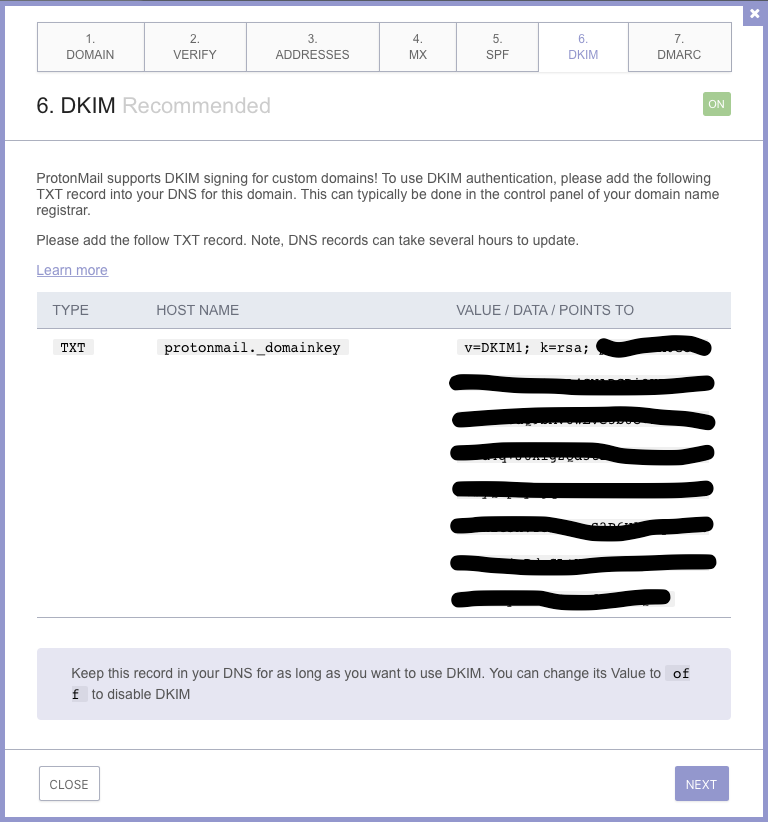 1. DOMAIN
2. VERIFY
3. ADDRESSES
4. MX
5. SPF
6. DKIM
7. DMARC
6. DKIM Recommended
ON
ProtonMail supports DKIM signing for custom domains! To use DKIM authentication, please add the following
TXT record into your DNS for this domain. This can typically be done in the control panel of your domain name
registrar.
Please add the follow TXT record. Note, DNS records can take several hours to update.
Learn more
TYPE HOST NAME VALUE / DATA / POINTS TO
TXT protonmail._domainkey v=DKIM1; k=rsa;
Keep this record in your DNS for as long as you want to use DKIM. You can change its Value to of
f to disable DKIM
CLOSE NEXT